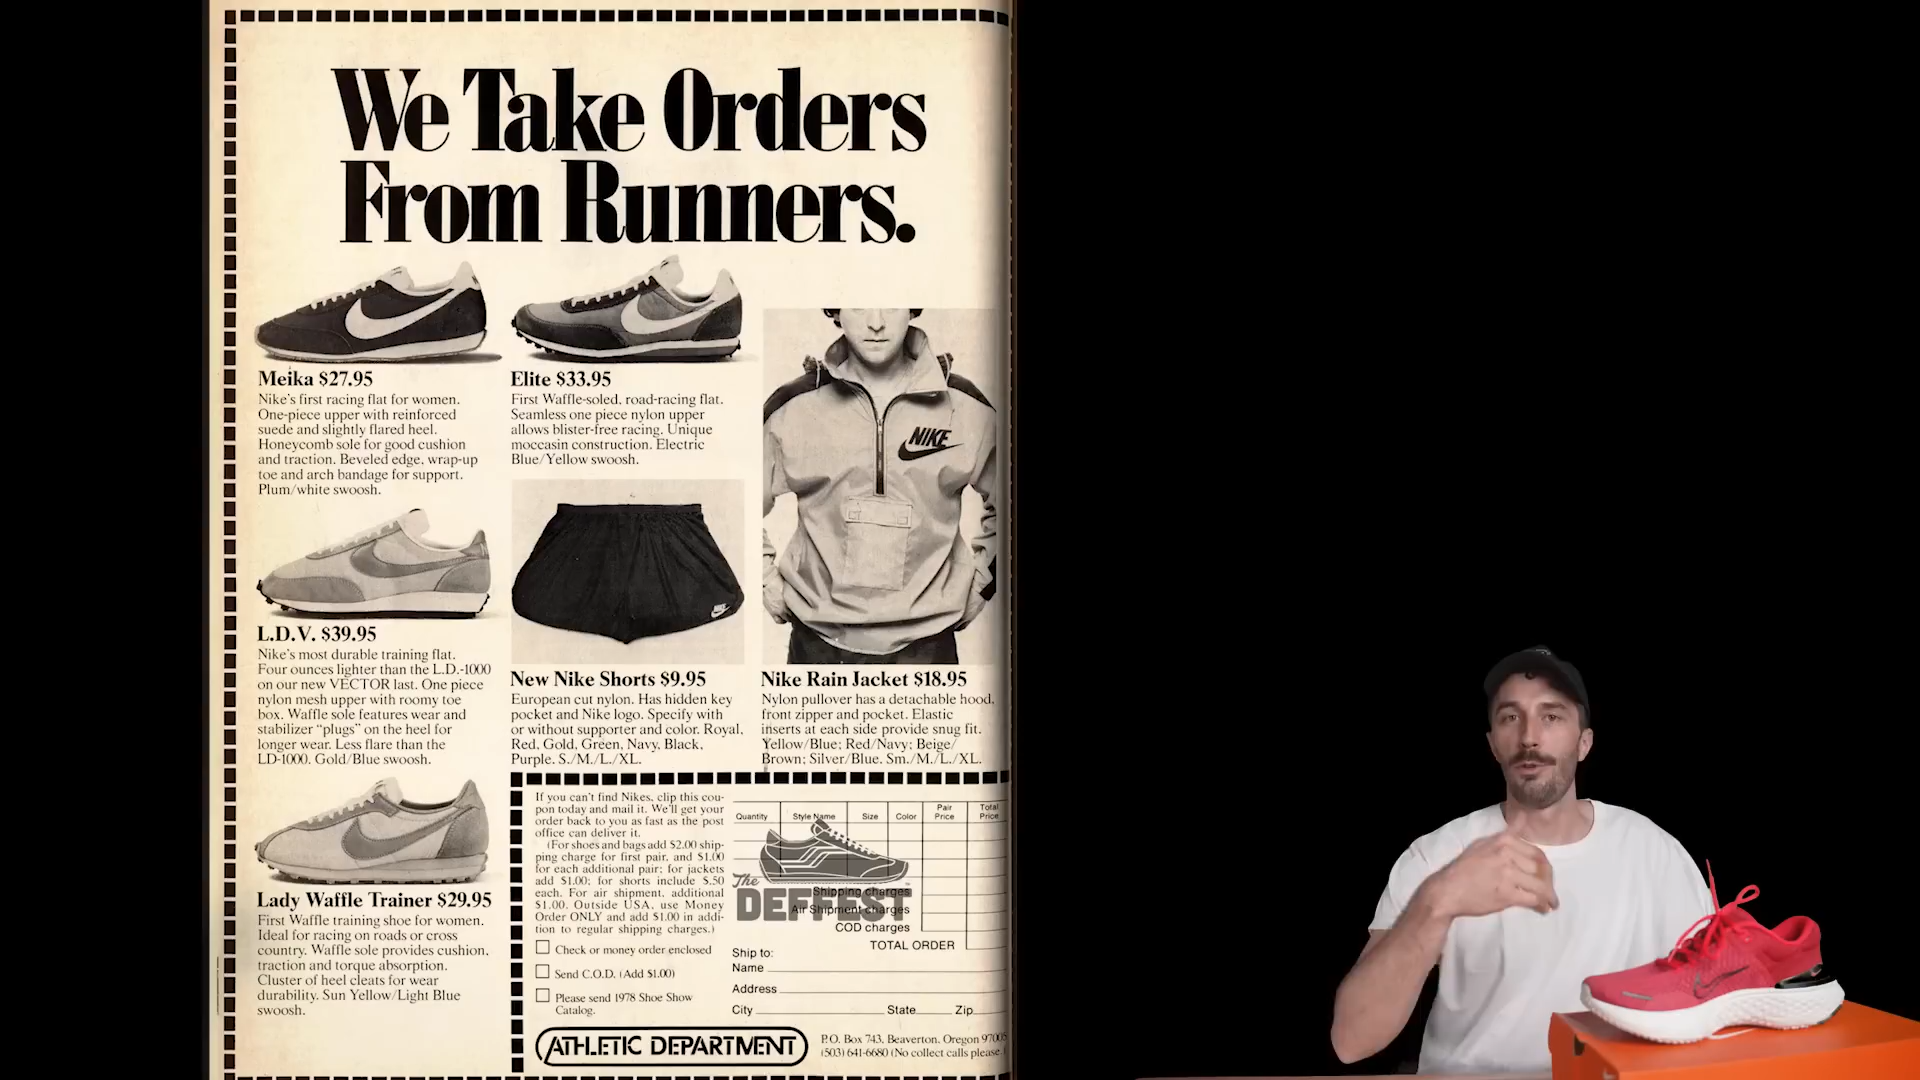 We Take Orders
From Runners.
Meika $27.95
Nike's first racing flat for women.
One-piece upper with reinforced
suede and slightly flared heel.
Honeycomb sole for good cushion
and traction. Beveled edge, wrap-up
toe and arch bandage for support.
Plum/white swoosh.
Elite $33.95
First Waffle-soled, road-racing flat.
Seamless one piece nylon upper
allows blister-free racing. Unique
moccasin construction. Electric
Blue/Yellow swoosh.
NIKE
L.D.V. $39.95
Nike's most durable training flat.
Four ounces lighter than the L.D.-1000
on our new VECTOR last. One piece
nylon mesh upper with roomy toe
box. Waffle sole features wear and
stabilizer "plugs" on the heel for
longer wear. Less flare than the
LD-1000. Gold/Blue swoosh.
New Nike Shorts $9.95
European cut nylon. Has hidden key
pocket and Nike logo. Specify with
or without supporter and color. Royal,
Red, Gold, Green, Navy, Black,
Purple. S./M./L./XL.
Nike Rain Jacket $18.95
Nylon pullover has a detachable hood,
front zipper and pocket. Elastic
inserts at each side provide snug fit.
Yellow/Blue; Red/Navy; Beige/
Brown; Silver/Blue. Sm./M./L./XL.
Lady Waffle Trainer $29.95
First Waffle training shoe for women.
Ideal for racing on roads or cross
country. Waffle sole provides cushion,
traction and torque absorption.
Cluster of heel cleats for wear
durability. Sun Yellow/Light Blue
swoosh.
If you can't find Nikes, clip this cou-
pon today and mail it. We'll get your
order back to you as fast as the post
office can deliver it.
(For shoes and bags add $2.00 ship-
ping charge for first pair, and $1.00
for each additional pair; for jackets
add $1.00; for shorts include $.50
each. For air shipment, additional
$1.00. Outside USA, use Money
Order ONLY and add $1.00 in addi-
tion to regular shipping charges.)
Check or money order enclosed
Send C.O.D. (Add $1.00)
Please send 1978 Shoe Show
Catalog.
Quantity Style Name Size Color Pair Price Total Price
The
DEFFEST
Shipping charges
Air Shipment charges
COD charges
TOTAL ORDER
Ship to:
Name
Address
City State Zip
ATHLETIC DEPARTMENT
P.O. Box 743, Beaverton, Oregon 97005
(503) 641-6680 (No collect calls please.)